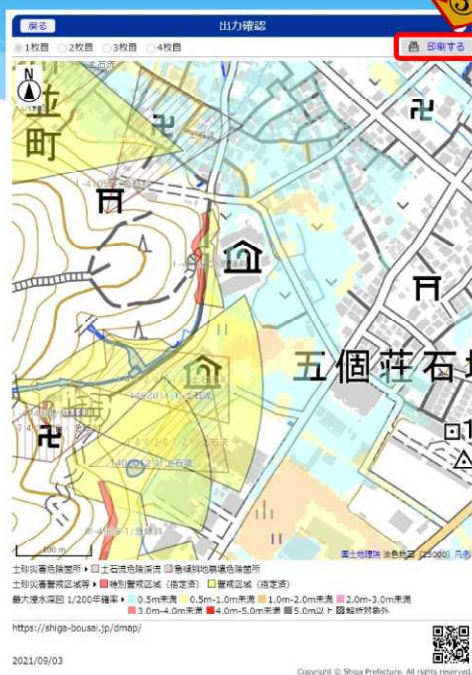 ③
戻る
出力確認
1枚目 2枚目 3枚目 4枚目
印刷する
N
並
町
五個荘石
100 m
国土地理院 淡色地図 (25000) 凡例
土砂災害危険箇所 ▶ 土石流危険渓流 急傾斜地崩壊危険箇所
土砂災害警戒区域等 ▶ 特別警戒区域 (指定済) 警戒区域 (指定済)
最大浸水深図 1/200年確率 ▶ 0.5m未満 0.5m-1.0m未満 1.0m-2.0m未満 2.0m-3.0m未満
3.0m-4.0m未満 4.0m-5.0m未満 5.0m以上 解析対象外
https://shiga-bousai.jp/dmap/
2021/09/03
Copyright © Shiga Prefecture. All rights reserved.